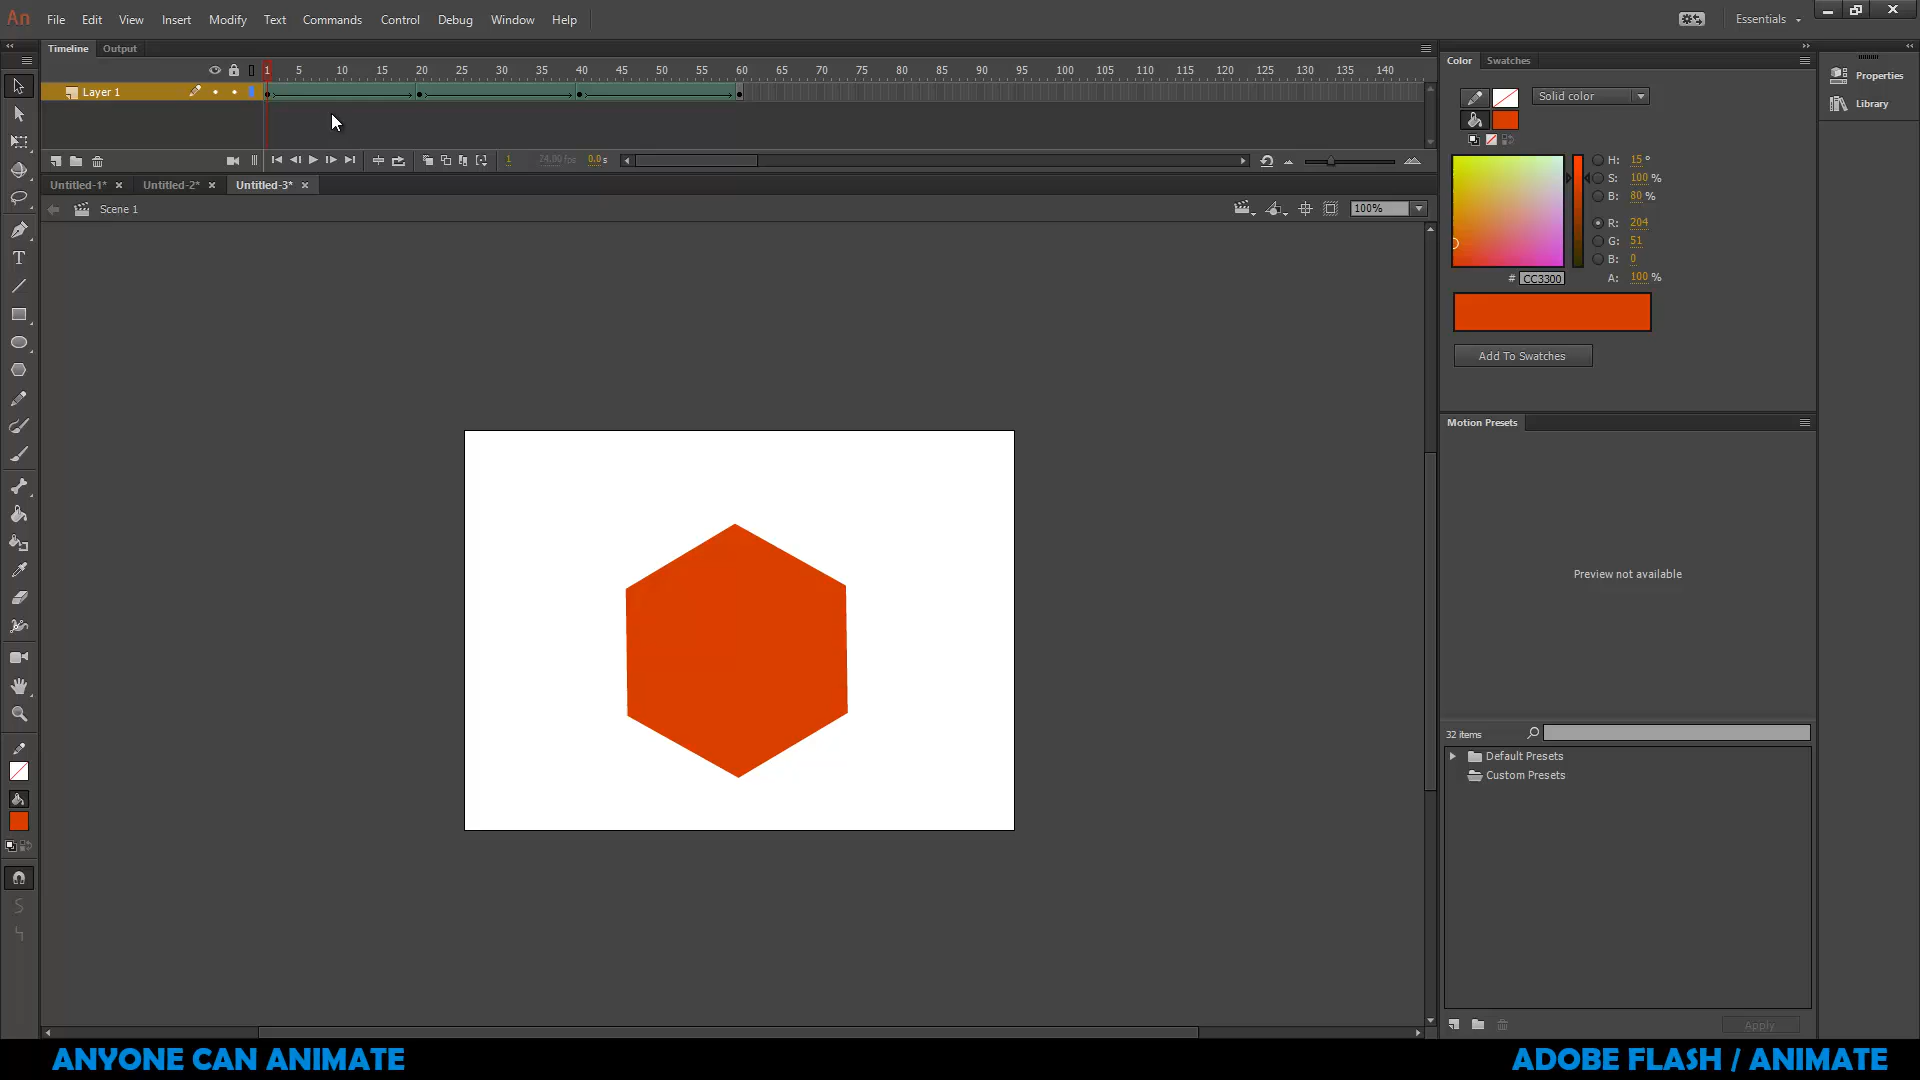 An File Edit View Insert Modify Text Commands Control Debug Window Help Essentials
Timeline Output
1 5 10 15 20 25 30 35 40 45 50 55 60 65 70 75 80 85 90 95 100 105 110 115 120 125 130 135 140
Layer 1
1 24.00 fps 0.0 s
Untitled-1* × Untitled-2* × Untitled-3* ×
Scene 1
100%
Color Swatches
Solid color
H: 15 °
S: 100 %
B: 80 %
R: 204
G: 51
B: 0
# CC3300 A: 100 %
Add To Swatches
Motion Presets
Preview not available
32 items
Default Presets
Custom Presets
Apply
Properties
Library
ANYONE CAN ANIMATE
ADOBE FLASH / ANIMATE